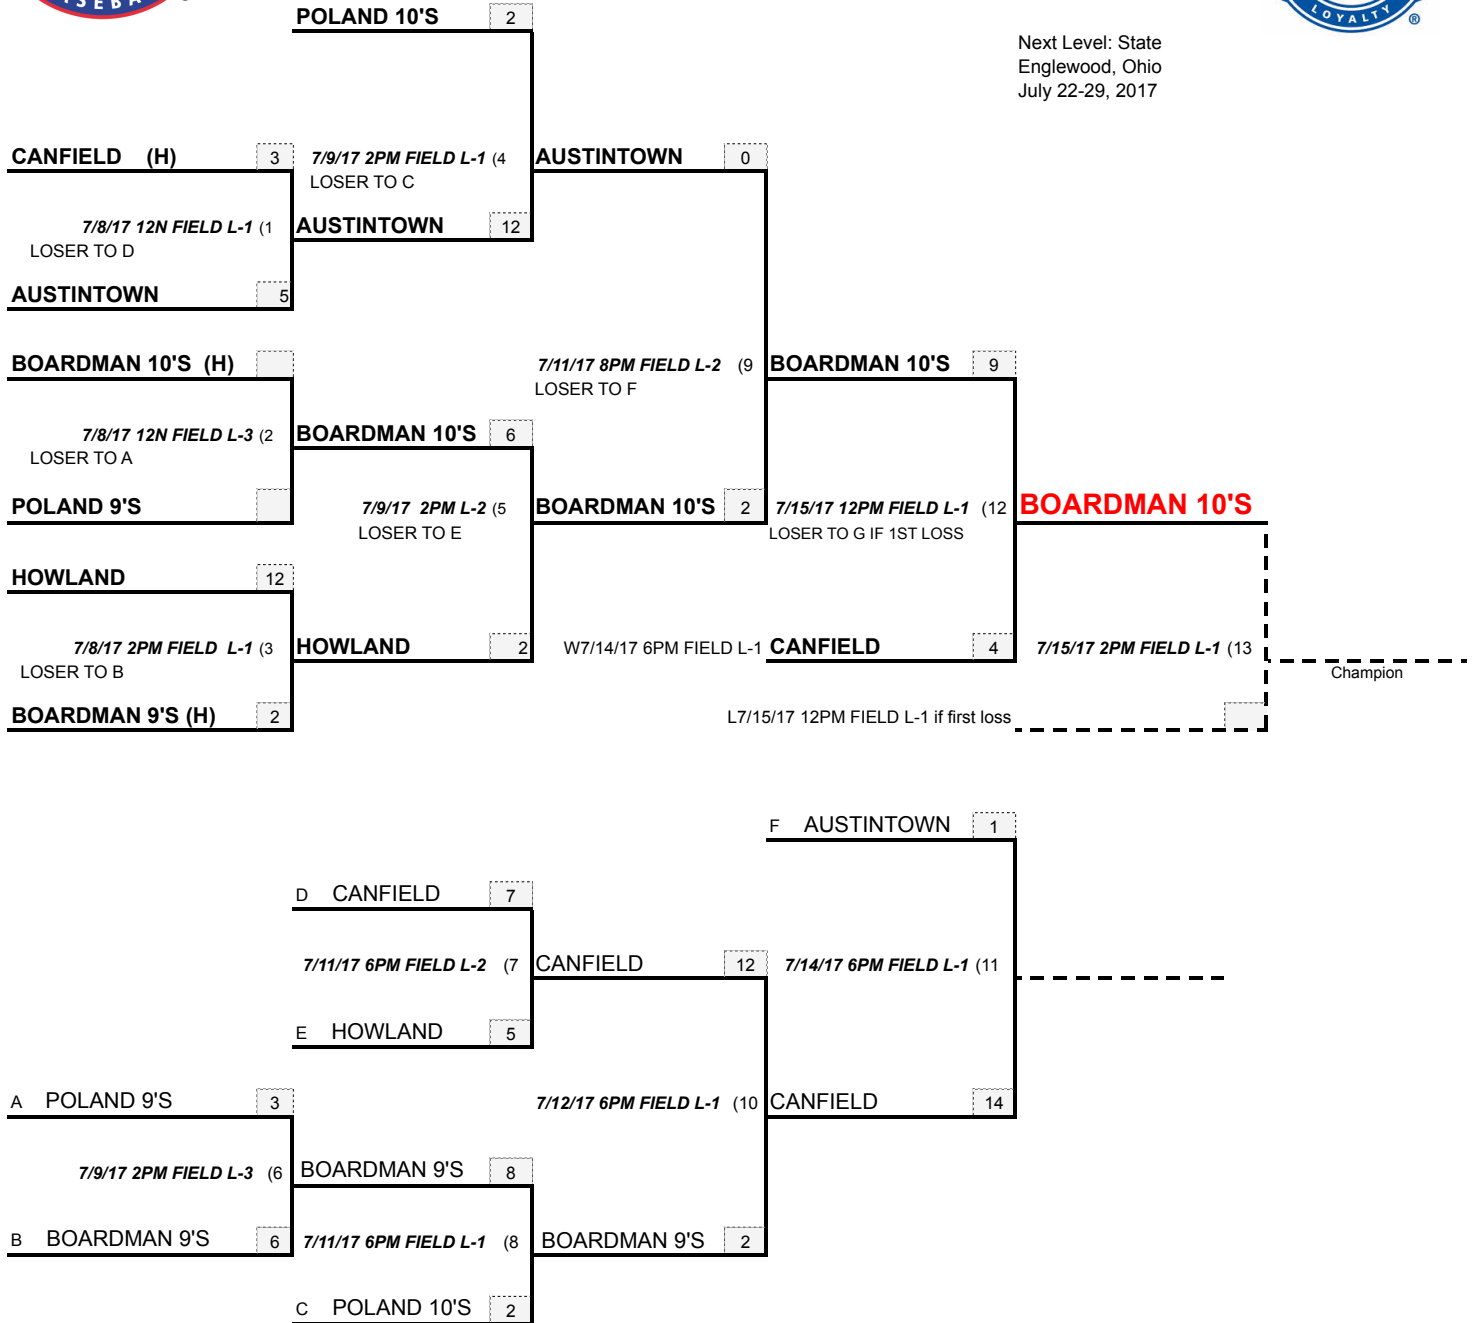 SEBA
LOYALTY ®
POLAND 10'S 2
Next Level: State
Englewood, Ohio
July 22-29, 2017
CANFIELD (H) 3
7/9/17 2PM FIELD L-1 (4
AUSTINTOWN 0
LOSER TO C
7/8/17 12N FIELD L-1 (1
AUSTINTOWN 12
LOSER TO D
AUSTINTOWN 5
BOARDMAN 10'S (H)
7/11/17 8PM FIELD L-2 (9
BOARDMAN 10'S 9
LOSER TO F
7/8/17 12N FIELD L-3 (2
BOARDMAN 10'S 6
LOSER TO A
POLAND 9'S
7/9/17 2PM L-2 (5
BOARDMAN 10'S 2
7/15/17 12PM FIELD L-1 (12
BOARDMAN 10'S
LOSER TO E
LOSER TO G IF 1ST LOSS
HOWLAND 12
7/8/17 2PM FIELD L-1 (3
HOWLAND 2
W7/14/17 6PM FIELD L-1
CANFIELD 4
7/15/17 2PM FIELD L-1 (13
LOSER TO B
Champion
BOARDMAN 9'S (H) 2
L7/15/17 12PM FIELD L-1 if first loss
F AUSTINTOWN 1
D CANFIELD 7
7/11/17 6PM FIELD L-2 (7
CANFIELD 12
7/14/17 6PM FIELD L-1 (11
E HOWLAND 5
A POLAND 9'S 3
7/12/17 6PM FIELD L-1 (10
CANFIELD 14
7/9/17 2PM FIELD L-3 (6
BOARDMAN 9'S 8
B BOARDMAN 9'S 6
7/11/17 6PM FIELD L-1 (8
BOARDMAN 9'S 2
C POLAND 10'S 2